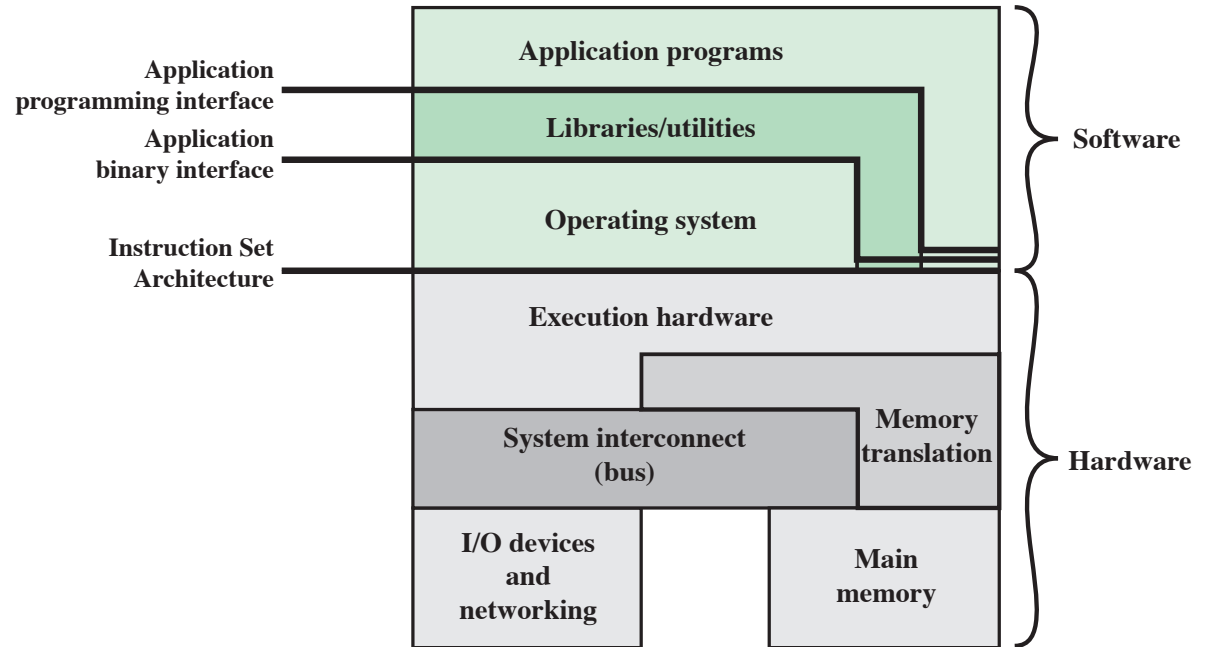 Application programs
Application
programming interface
Libraries/utilities
Application
binary interface
Software
Operating system
Instruction Set
Architecture
Execution hardware
Memory
translation
System interconnect
(bus)
Hardware
I/O devices
and
networking
Main
memory